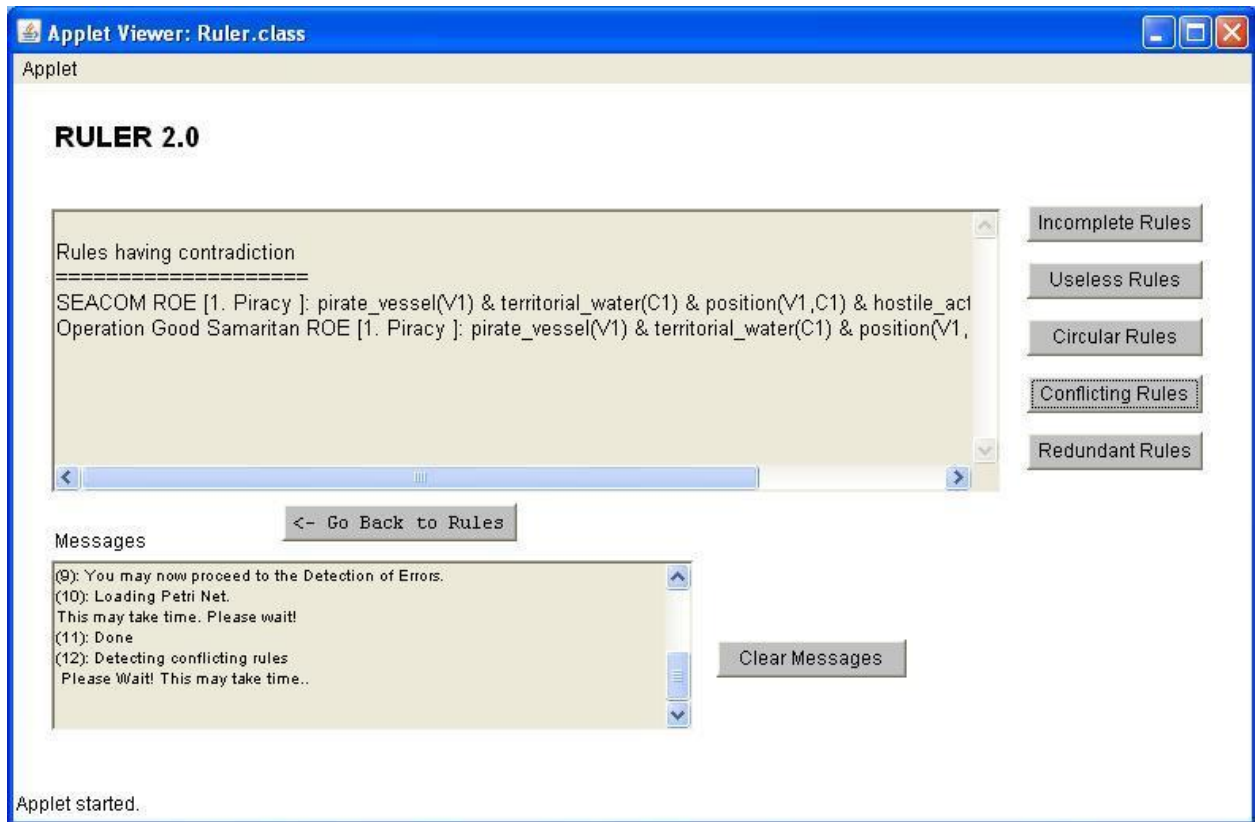 Applet Viewer: Ruler.class
Applet
RULER 2.0
Rules having contradiction
====================
SEACOM ROE [1. Piracy ]: pirate_vessel(V1) & territorial_water(C1) & position(V1,C1) & hostile_act
Operation Good Samaritan ROE [1. Piracy ]: pirate_vessel(V1) & territorial_water(C1) & position(V1,
Incomplete Rules
Useless Rules
Circular Rules
Conflicting Rules
Redundant Rules
<- Go Back to Rules
Messages
(9): You may now proceed to the Detection of Errors.
(10): Loading Petri Net.
This may take time. Please wait!
(11): Done
(12): Detecting conflicting rules
Please Wait! This may take time..
Clear Messages
Applet started.